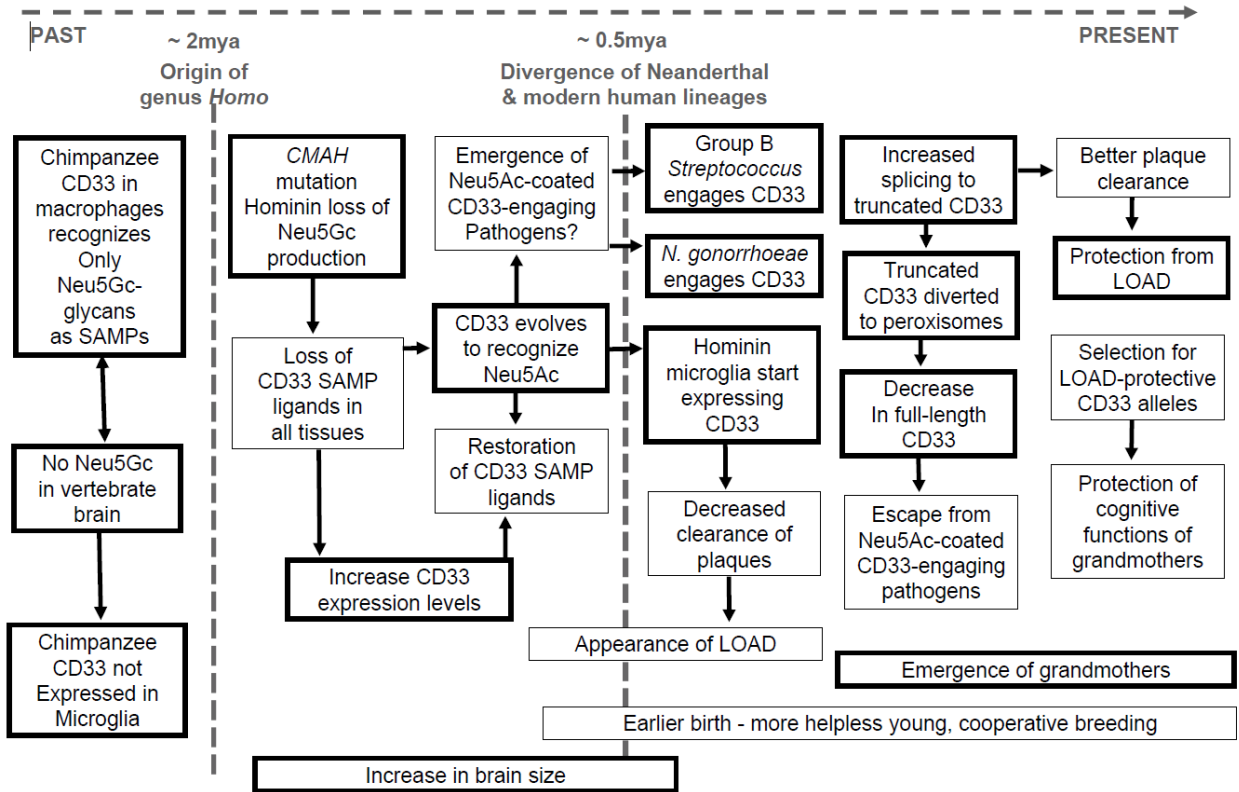 PAST
~ 2mya
Origin of
genus Homo
~ 0.5mya
Divergence of Neanderthal
& modern human lineages
PRESENT
Chimpanzee
CD33 in
macrophages
recognizes
Only
Neu5Gc-
glycans
as SAMPs
No Neu5Gc
in vertebrate
brain
Chimpanzee
CD33 not
Expressed in
Microglia
CMAH
mutation
Hominin loss of
Neu5Gc
production
Loss of
CD33 SAMP
ligands in
all tissues
Increase CD33
expression levels
Emergence of
Neu5Ac-coated
CD33-engaging
Pathogens?
CD33 evolves
to recognize
Neu5Ac
Restoration
of CD33 SAMP
ligands
Group B
Streptococcus
engages CD33
N. gonorrhoeae
engages CD33
Hominin
microglia start
expressing
CD33
Decreased
clearance of
plaques
Appearance of LOAD
Increased
splicing to
truncated CD33
Truncated
CD33 diverted
to peroxisomes
Decrease
In full-length
CD33
Escape from
Neu5Ac-coated
CD33-engaging
pathogens
Better plaque
clearance
Protection from
LOAD
Selection for
LOAD-protective
CD33 alleles
Protection of
cognitive
functions of
grandmothers
Emergence of grandmothers
Earlier birth - more helpless young, cooperative breeding
Increase in brain size